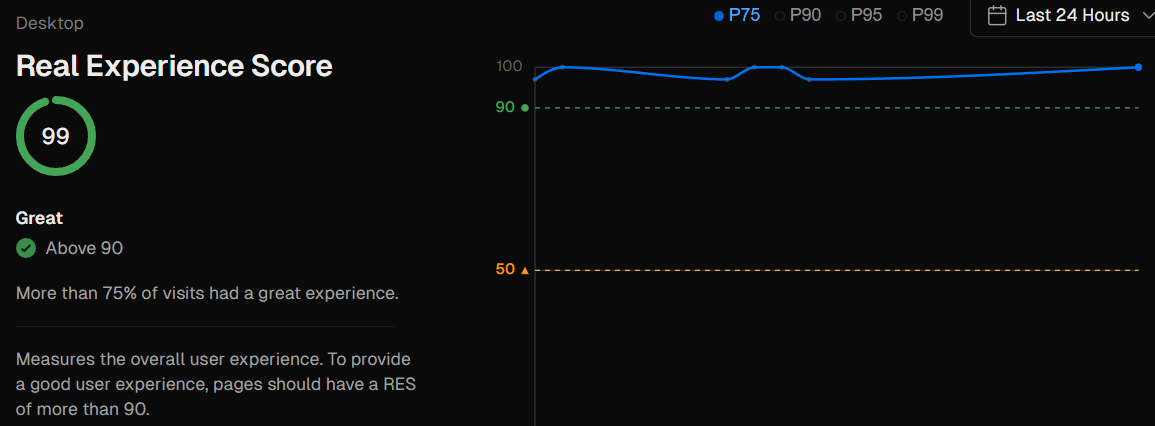 Desktop
Real Experience Score
99
Great
Above 90
More than 75% of visits had a great experience.
Measures the overall user experience. To provide
a good user experience, pages should have a RES
of more than 90.
P75 P90 P95 P99
Last 24 Hours
100
90
50